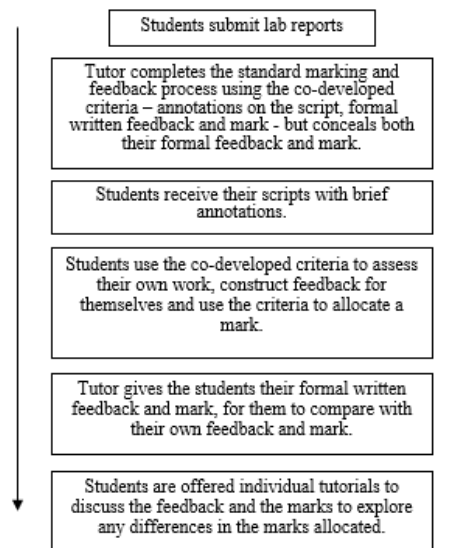 Students submit lab reports
Tutor completes the standard marking and
feedback process using the co-developed
criteria – annotations on the script, formal
written feedback and mark - but conceals both
their formal feedback and mark.
Students receive their scripts with brief
annotations.
Students use the co-developed criteria to assess
their own work, construct feedback for
themselves and use the criteria to allocate a
mark.
Tutor gives the students their formal written
feedback and mark, for them to compare with
their own feedback and mark.
Students are offered individual tutorials to
discuss the feedback and the marks to explore
any differences in the marks allocated.